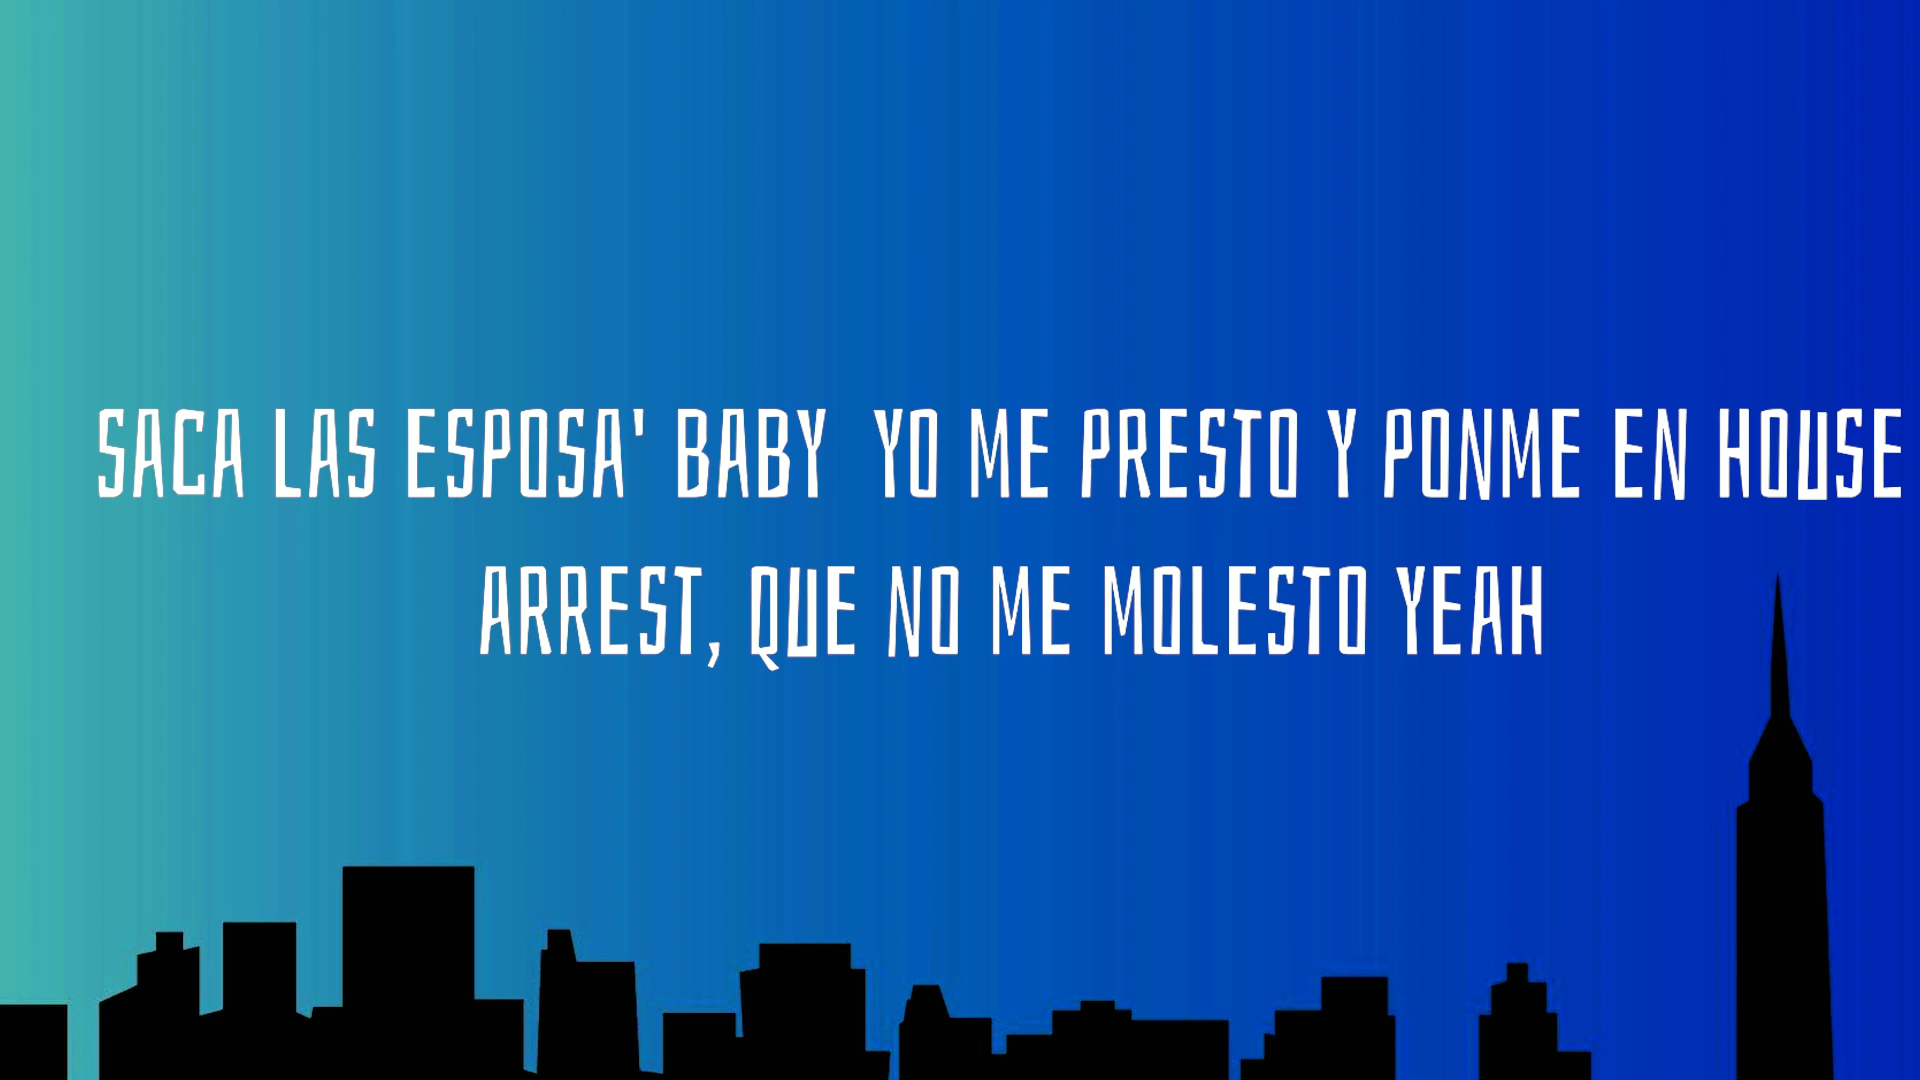 SACA LAS ESPOSA' BABY  YO ME PRESTO Y PONME EN HOUSE
ARREST, QUE NO ME MOLESTO YEAH